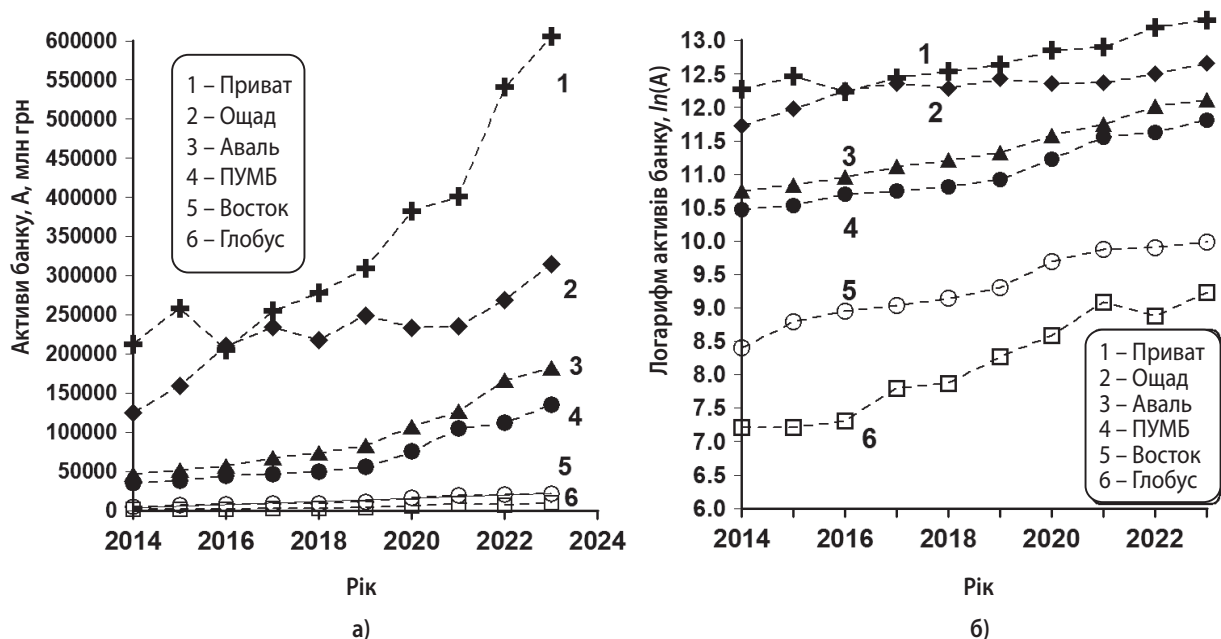 Активи банку, А, млн грн
600000
550000
500000
450000
400000
350000
300000
250000
200000
150000
100000
50000
0
1 – Приват
2 – Ощад
3 – Аваль
4 – ПУМБ
5 – Восток
6 – Глобус
1
2
3
4
5
6
2014 2016 2018 2020 2022 2024
Рік
а)
Логарифм активів банку, ln(A)
13.0
12.5
12.0
11.5
11.0
10.5
10.0
9.5
9.0
8.5
8.0
7.5
7.0
6.5
6.0
1
2
3
4
5
6
1 – Приват
2 – Ощад
3 – Аваль
4 – ПУМБ
5 – Восток
6 – Глобус
2014 2016 2018 2020 2022
Рік
б)